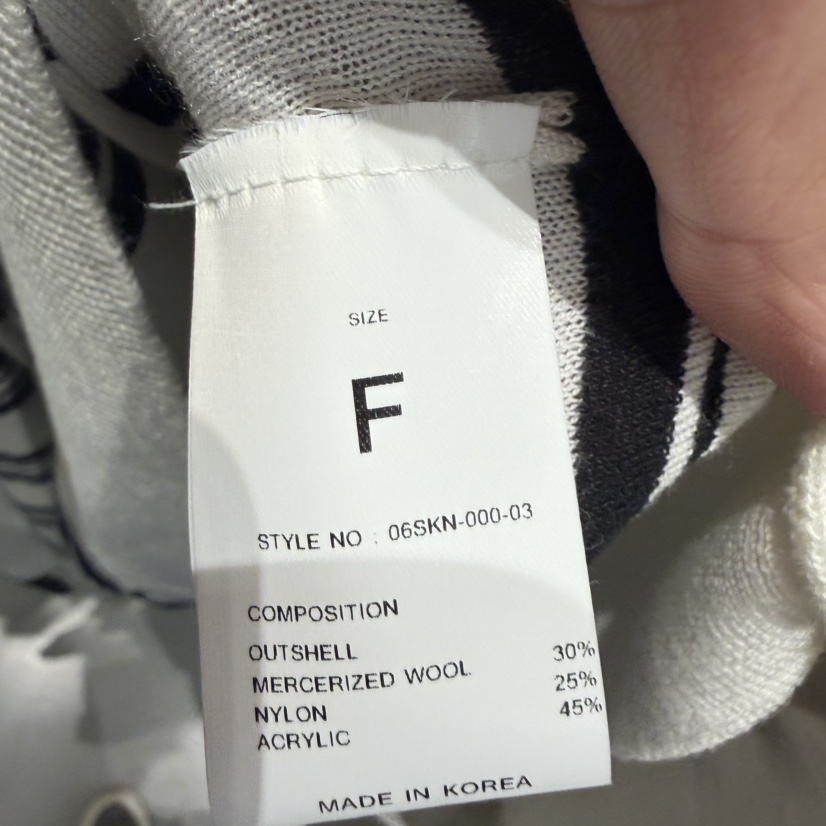 SIZE
F
STYLE NO : 06SKN-000-03
COMPOSITION
OUTSHELL 30%
MERCERIZED WOOL 25%
NYLON 45%
ACRYLIC
MADE IN KOREA